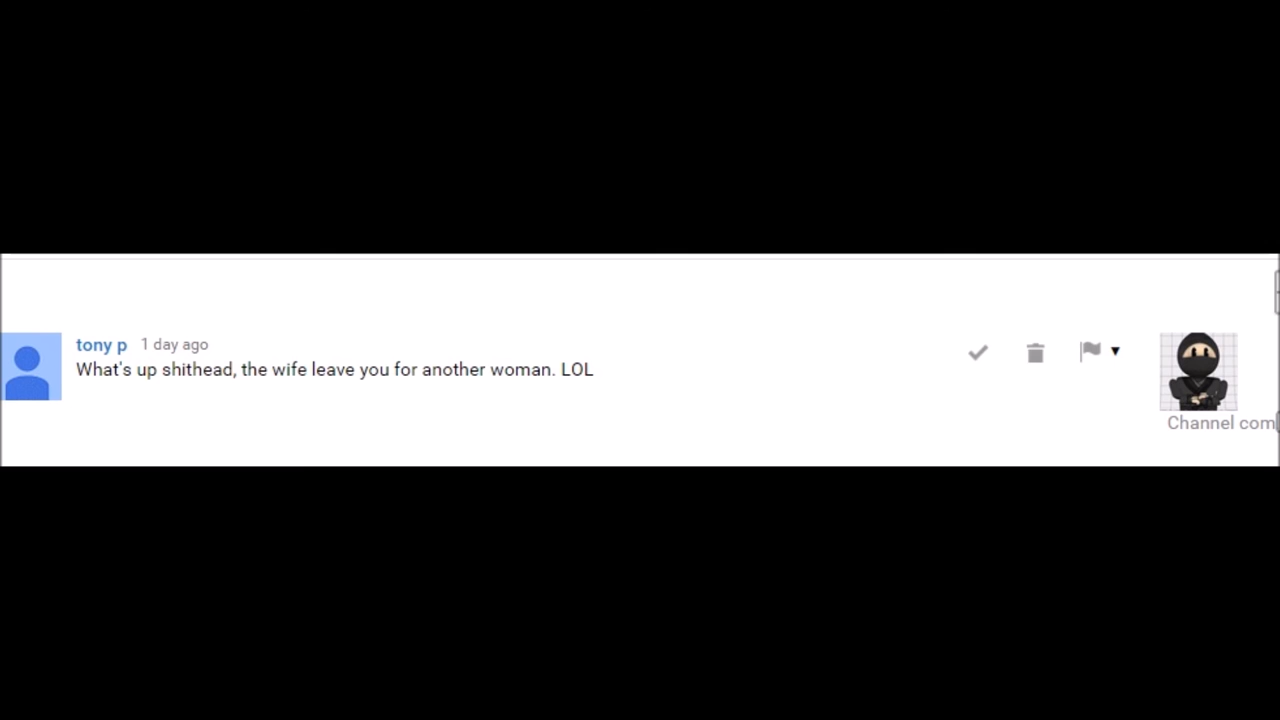 tony p 1 day ago
What's up shithead, the wife leave you for another woman. LOL
Channel com